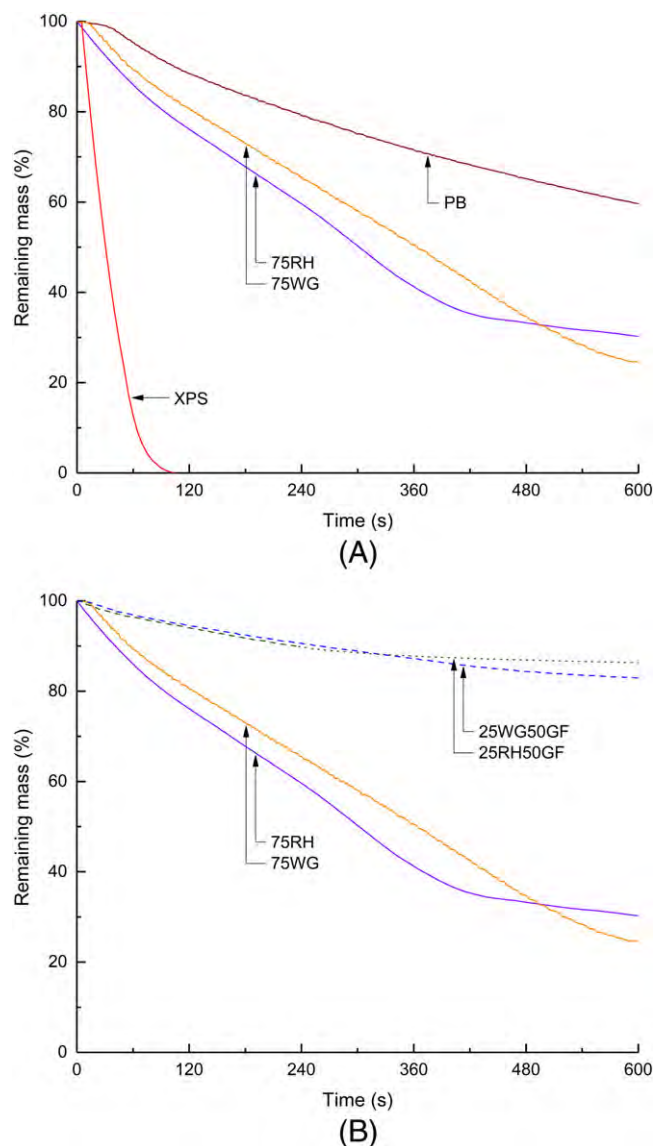 100
80
60
40
20
0
Remaining mass (%)
PB
75RH
75WG
XPS
0 120 240 360 480 600
Time (s)
(A)
100
80
60
40
20
0
Remaining mass (%)
25WG50GF
25RH50GF
75RH
75WG
0 120 240 360 480 600
Time (s)
(B)